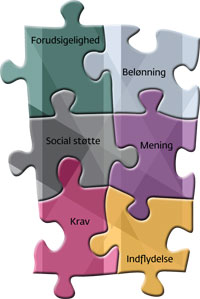 Forudsigelighed
Belønning
Social støtte
Mening
Krav
Indflydelse